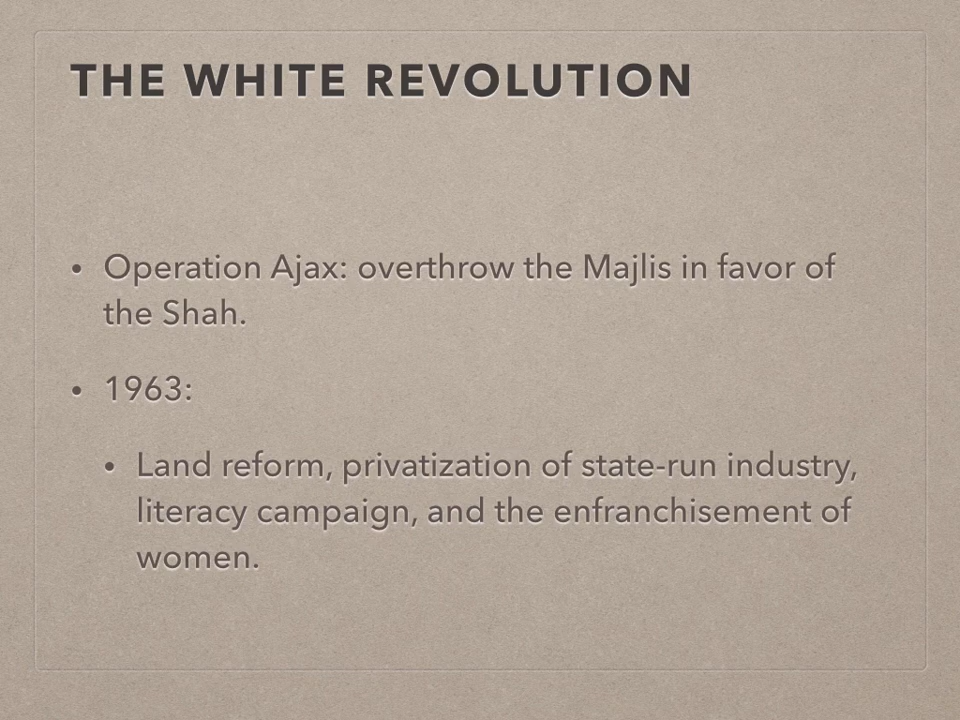 THE WHITE REVOLUTION
• Operation Ajax: overthrow the Majlis in favor of
the Shah.
• 1963:
• Land reform, privatization of state-run industry,
literacy campaign, and the enfranchisement of
women.